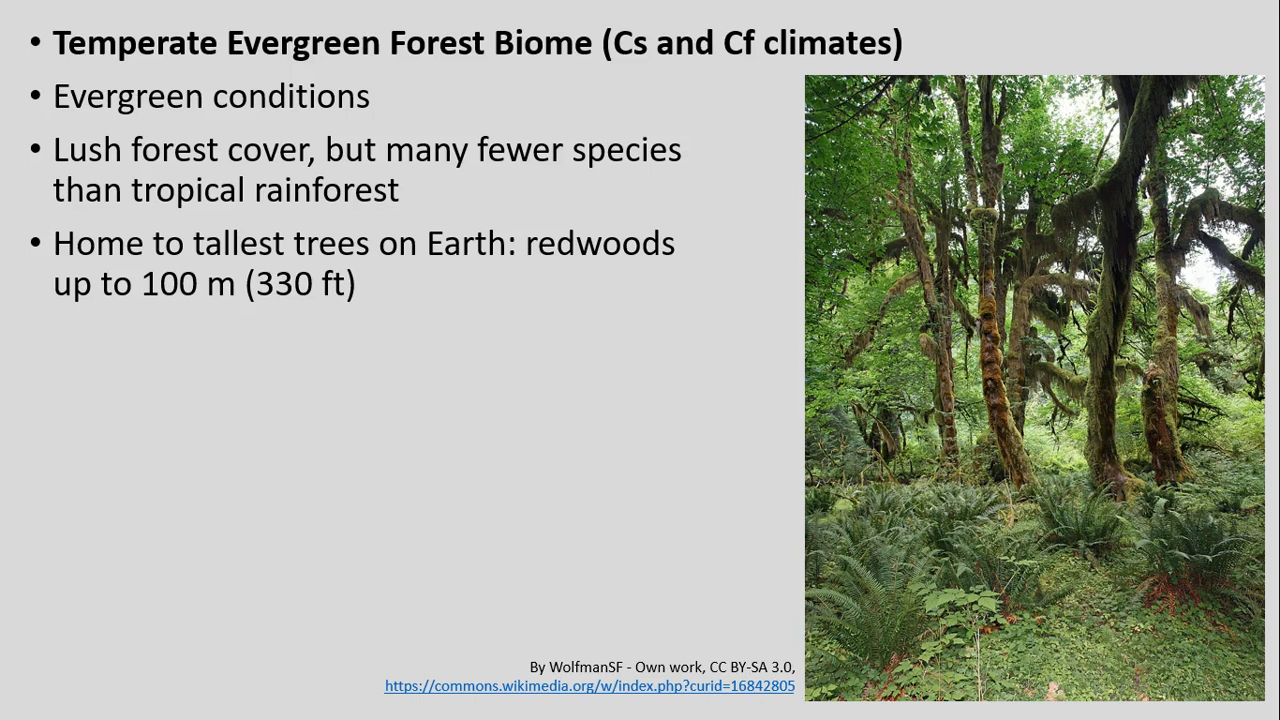 • Temperate Evergreen Forest Biome (Cs and Cf climates)
• Evergreen conditions
• Lush forest cover, but many fewer species
than tropical rainforest
• Home to tallest trees on Earth: redwoods
up to 100 m (330 ft)
By WolfmanSF - Own work, CC BY-SA 3.0,
https://commons.wikimedia.org/w/index.php?curid=16842805